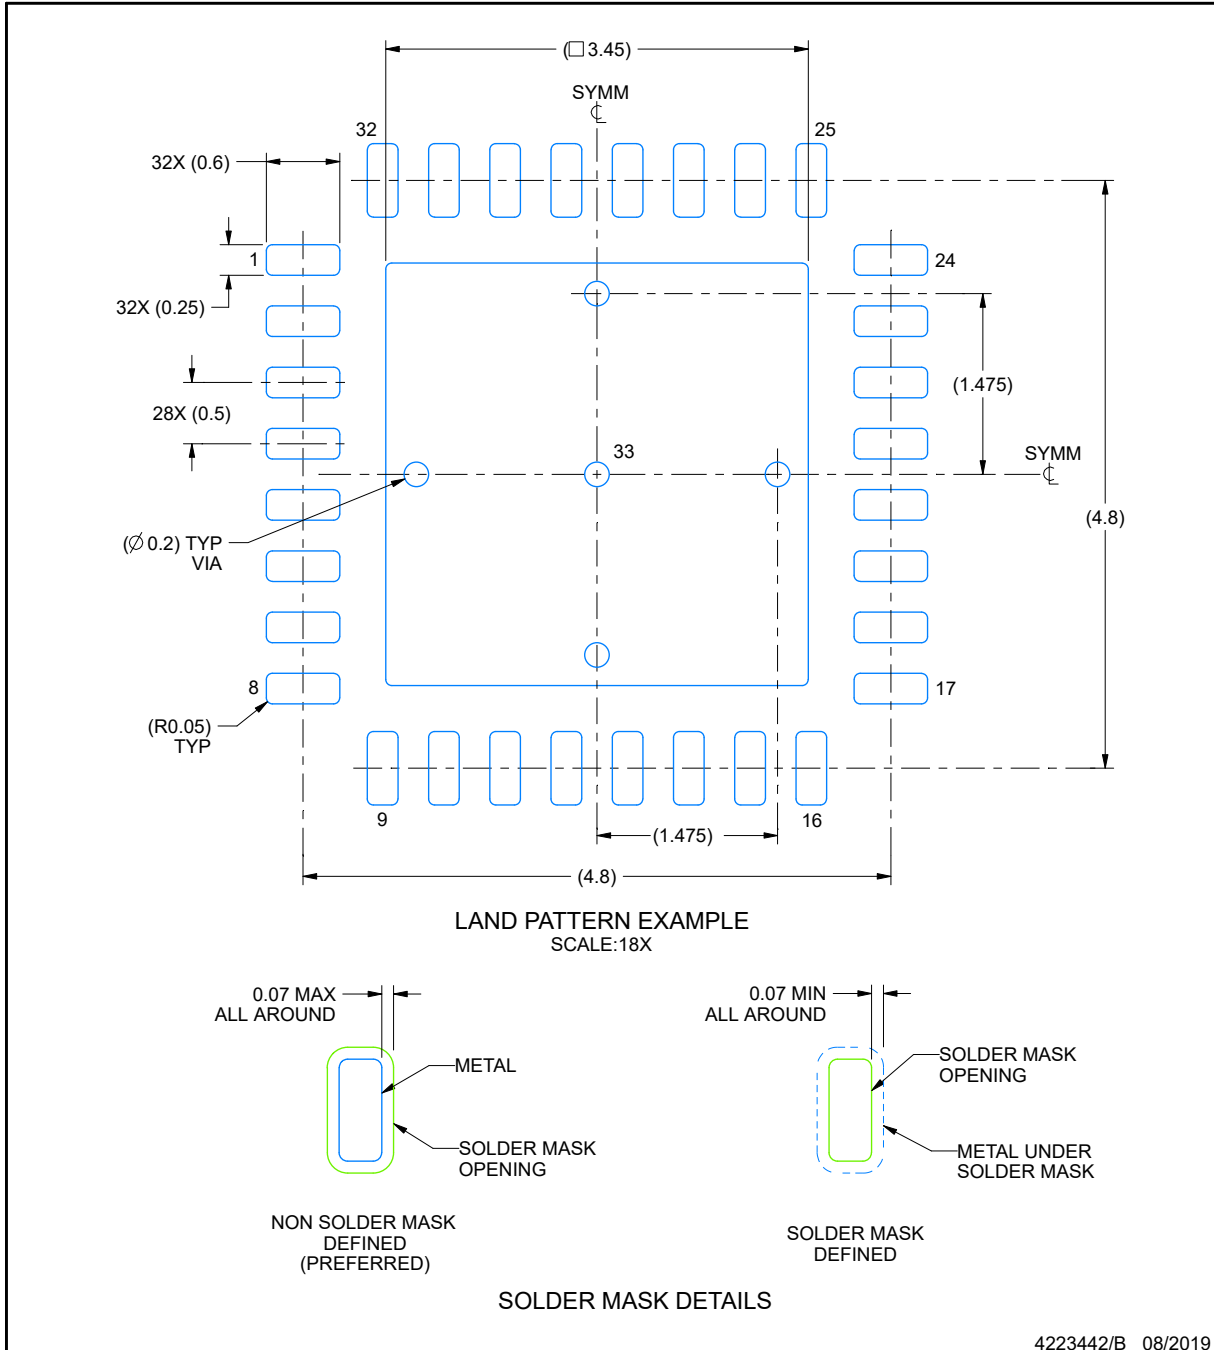 (□ 3.45)
SYMM
℄
32
25
32X (0.6)
1
24
32X (0.25)
(1.475)
28X (0.5)
33
SYMM
℄
(4.8)
(Ø 0.2) TYP
VIA
8
17
(R0.05)
TYP
9
16
(1.475)
(4.8)
LAND PATTERN EXAMPLE
SCALE:18X
0.07 MAX
ALL AROUND
METAL
SOLDER MASK
OPENING
NON SOLDER MASK
DEFINED
(PREFERRED)
0.07 MIN
ALL AROUND
SOLDER MASK
OPENING
METAL UNDER
SOLDER MASK
SOLDER MASK
DEFINED
SOLDER MASK DETAILS
4223442/B 08/2019